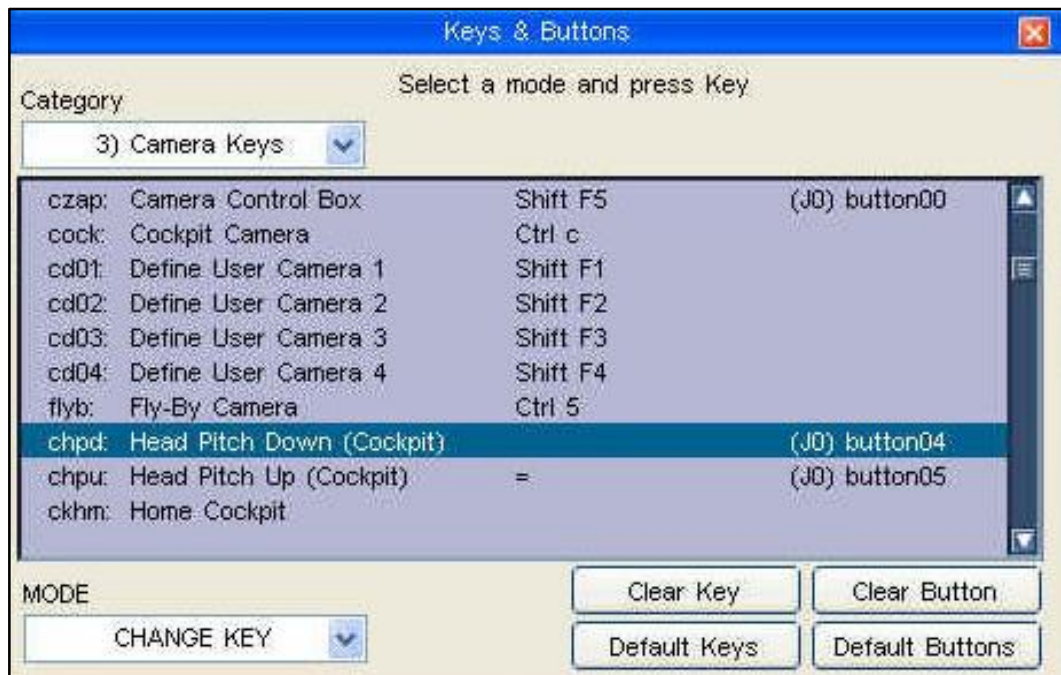 Keys & Buttons
Select a mode and press Key
Category
3) Camera Keys
czap: Camera Control Box Shift F5 (J0) button00
cock: Cockpit Camera Ctrl c
cd01: Define User Camera 1 Shift F1
cd02: Define User Camera 2 Shift F2
cd03: Define User Camera 3 Shift F3
cd04: Define User Camera 4 Shift F4
flyb: Fly-By Camera Ctrl 5
chpd: Head Pitch Down (Cockpit) (J0) button04
chpu: Head Pitch Up (Cockpit) = (J0) button05
ckhm: Home Cockpit
MODE
CHANGE KEY
Clear Key Clear Button
Default Keys Default Buttons